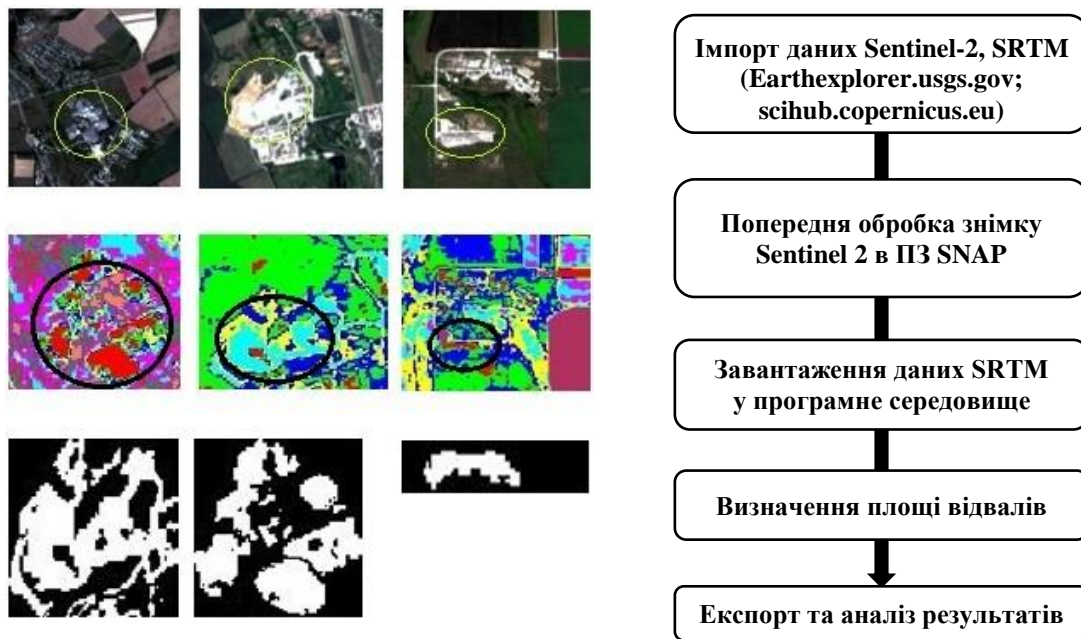 Імпорт даних Sentinel-2, SRTM
(Earthexplorer.usgs.gov;
scihub.copernicus.eu)
Попередня обробка знімку
Sentinel 2 в ПЗ SNAP
Завантаження даних SRTM
у програмне середовище
Визначення площі відвалів
Експорт та аналіз результатів